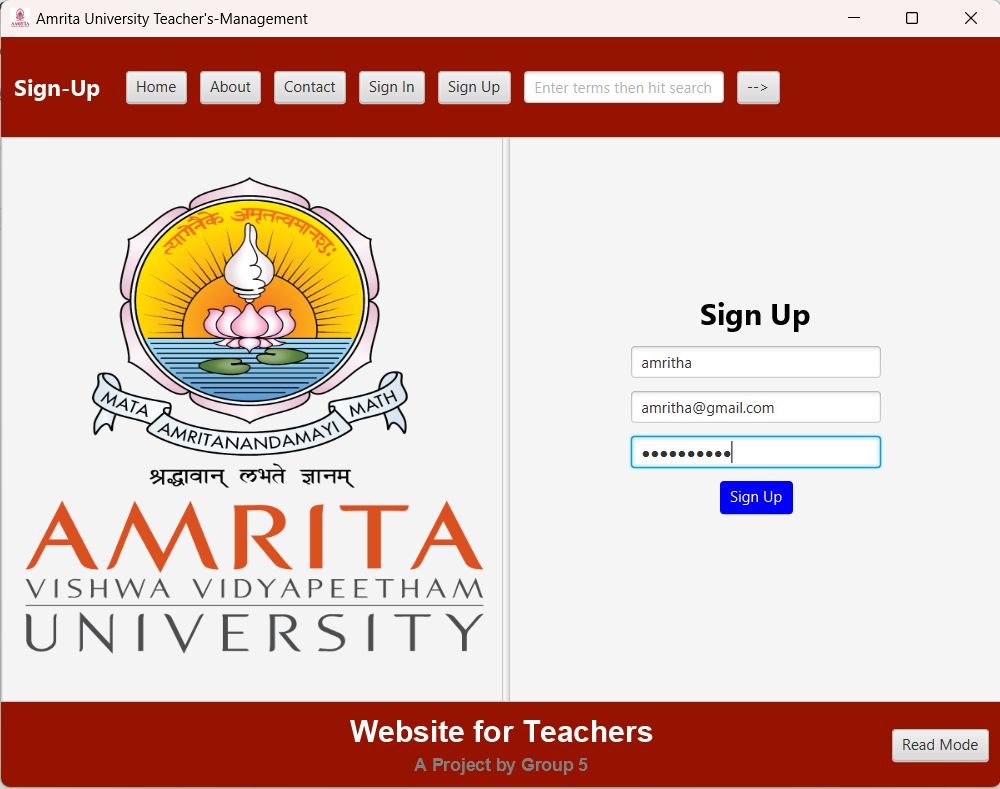 Amrita University Teacher's-Management
Sign-Up Home About Contact Sign In Sign Up Enter terms then hit search -->
त्यागेनैके अमृतत्वमानशुः
MATA AMRITANANDAMAYI MATH
श्रद्धावान् लभते ज्ञानम्
AMRITA
VISHWA VIDYAPEETHAM
UNIVERSITY
Sign Up
amritha
amritha@gmail.com
●●●●●●●●●●
Sign Up
Website for Teachers
A Project by Group 5
Read Mode